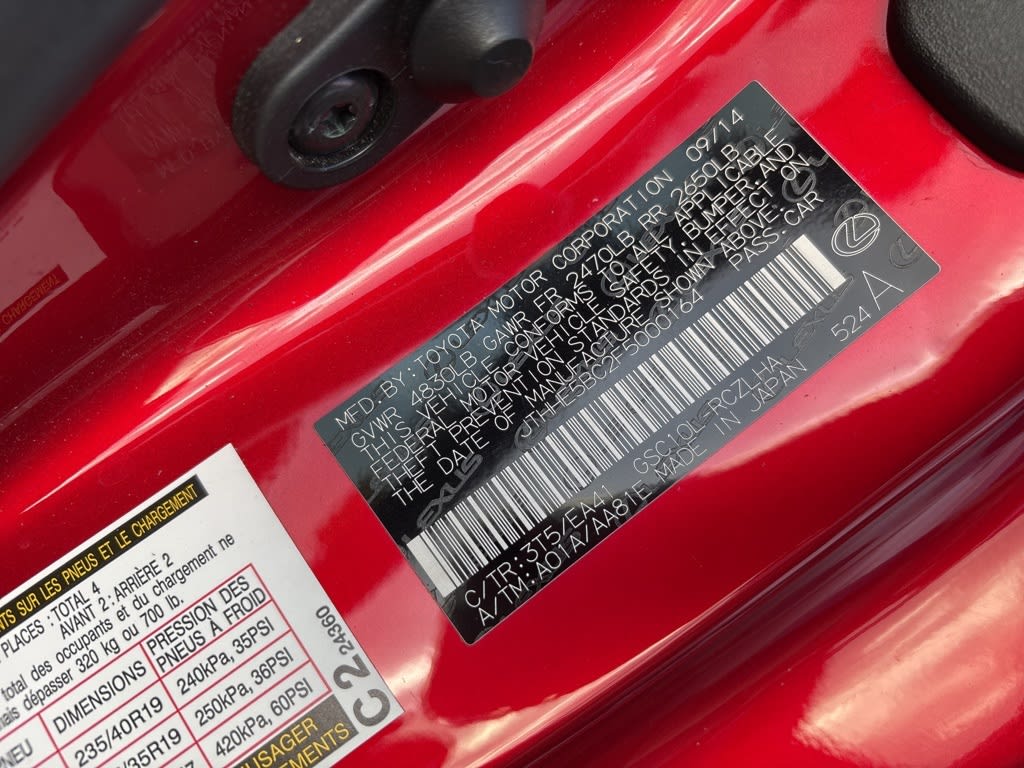 MFD BY: TOYOTA MOTOR CORPORATION 09/14
GVWR 4830LB GAWR FR 2470LB RR 2650LB
THIS VEHICLE CONFORMS TO ALL APPLICABLE
FEDERAL MOTOR VEHICLE SAFETY, BUMPER, AND
THEFT PREVENTION STANDARDS IN EFFECT ON
THE DATE OF MANUFACTURE SHOWN ABOVE.
PASS. CAR
C/TR: 3T5/EA41
A/TM: A01A/AA81E
MADE IN JAPAN
524 A
SUR LES PNEUS ET LE CHARGEMENT
PLACES : TOTAL 4
AVANT 2 : ARRIÈRE 2
total des occupants et du chargement ne
dépasser 320 kg ou 700 lb.
DIMENSIONS
PRESSION DES PNEUS À FROID
235/40R19
240kPa, 35PSI
35R19
250kPa, 36PSI
420kPa, 60PSI
C2
24360